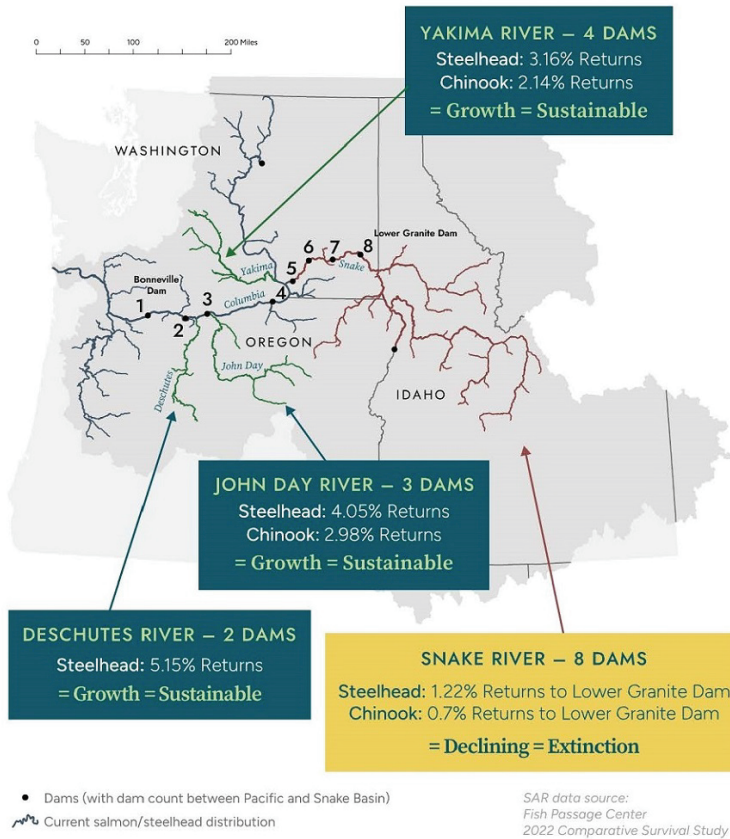 0 50 100 200 Miles
YAKIMA RIVER – 4 DAMS
Steelhead: 3.16% Returns
Chinook: 2.14% Returns
= Growth = Sustainable
WASHINGTON
Lower Granite Dam
6 7 8
5
Snake
Yakima
Bonneville
Dam
Columbia
4
1
2
3
OREGON
John Day
Deschutes
IDAHO
JOHN DAY RIVER – 3 DAMS
Steelhead: 4.05% Returns
Chinook: 2.98% Returns
= Growth = Sustainable
DESCHUTES RIVER – 2 DAMS
Steelhead: 5.15% Returns
= Growth = Sustainable
SNAKE RIVER – 8 DAMS
Steelhead: 1.22% Returns to Lower Granite Dam
Chinook: 0.7% Returns to Lower Granite Dam
= Declining = Extinction
Dams (with dam count between Pacific and Snake Basin)
Current salmon/steelhead distribution
SAR data source:
Fish Passage Center
2022 Comparative Survival Study